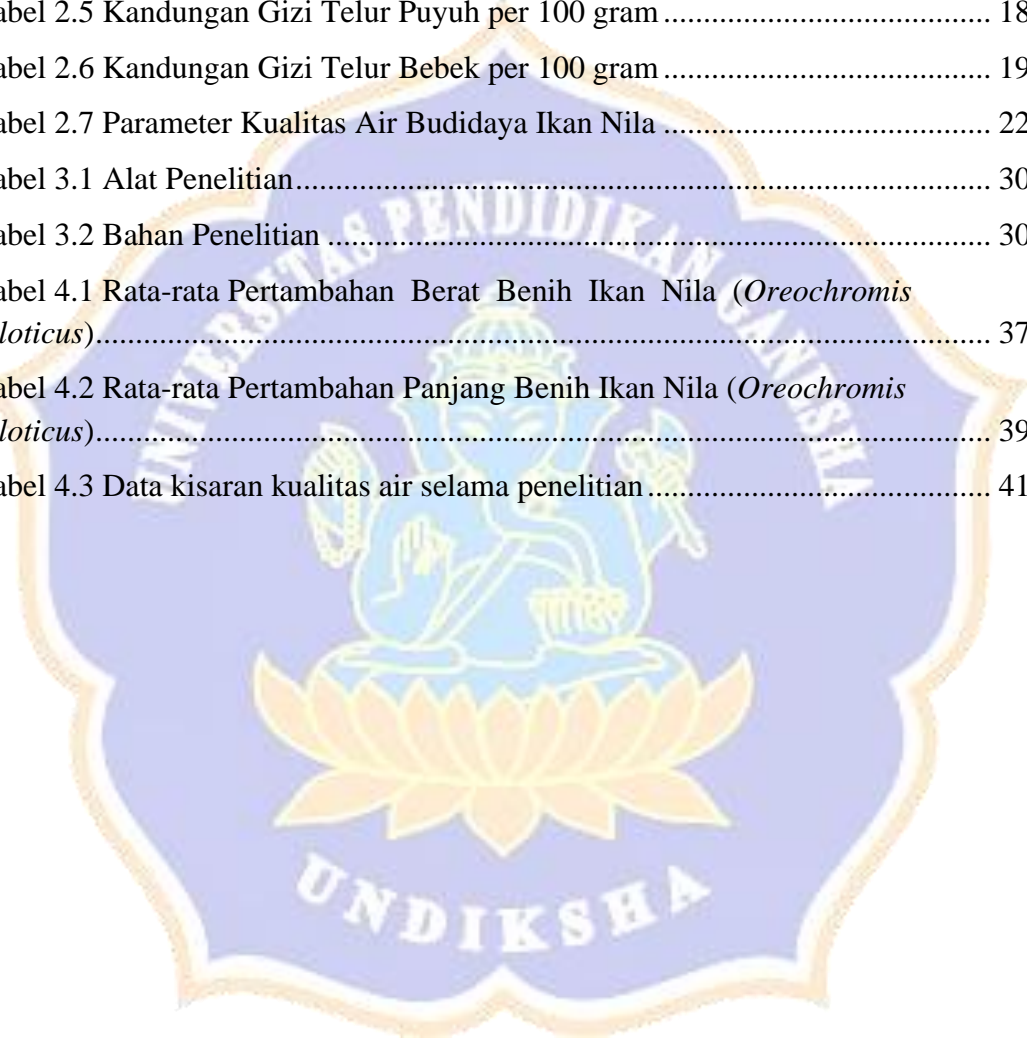 abel 2.5 Kandungan Gizi Telur Puyuh per 100 gram ........................................ 18
abel 2.6 Kandungan Gizi Telur Bebek per 100 gram ........................................ 19
abel 2.7 Parameter Kualitas Air Budidaya Ikan Nila ........................................ 22
abel 3.1 Alat Penelitian ........................................ 30
abel 3.2 Bahan Penelitian ........................................ 30
abel 4.1 Rata-rata Pertambahan Berat Benih Ikan Nila (Oreochromis
loticus) ........................................ 37
abel 4.2 Rata-rata Pertambahan Panjang Benih Ikan Nila (Oreochromis
loticus) ........................................ 39
abel 4.3 Data kisaran kualitas air selama penelitian ........................................ 41
UNIVERSITAS PENDIDIKAN GANESHA
UNDIKSHA